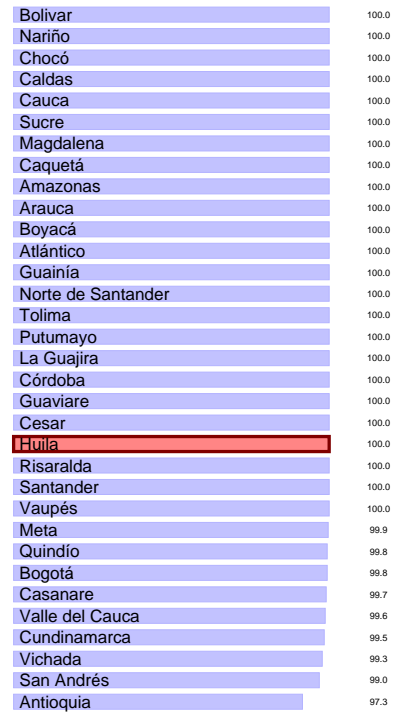 Bolivar 100.0
Nariño 100.0
Chocó 100.0
Caldas 100.0
Cauca 100.0
Sucre 100.0
Magdalena 100.0
Caquetá 100.0
Amazonas 100.0
Arauca 100.0
Boyacá 100.0
Atlántico 100.0
Guainía 100.0
Norte de Santander 100.0
Tolima 100.0
Putumayo 100.0
La Guajira 100.0
Córdoba 100.0
Guaviare 100.0
Cesar 100.0
Huila 100.0
Risaralda 100.0
Santander 100.0
Vaupés 100.0
Meta 99.9
Quindío 99.8
Bogotá 99.8
Casanare 99.7
Valle del Cauca 99.6
Cundinamarca 99.5
Vichada 99.3
San Andrés 99.0
Antioquia 97.3